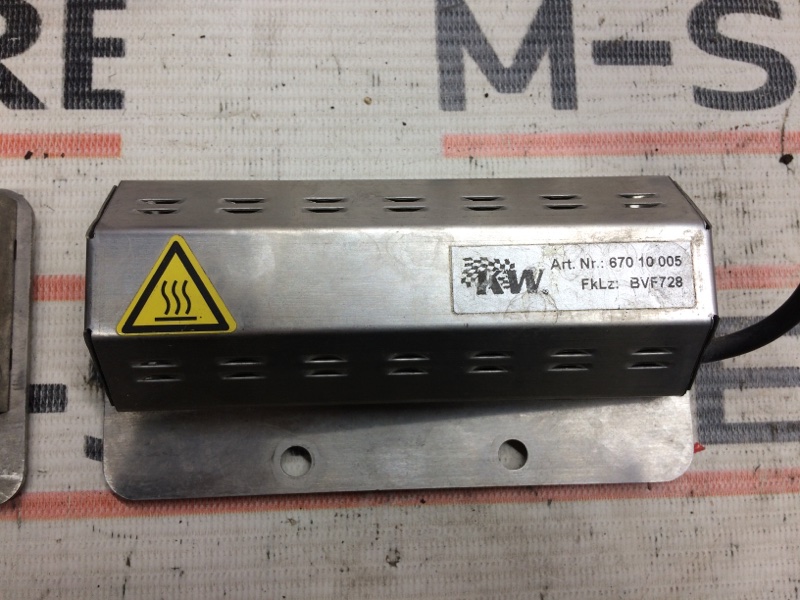 RE M-S
KW
Art. Nr.: 670 10 005
FkLz: BVF728
E